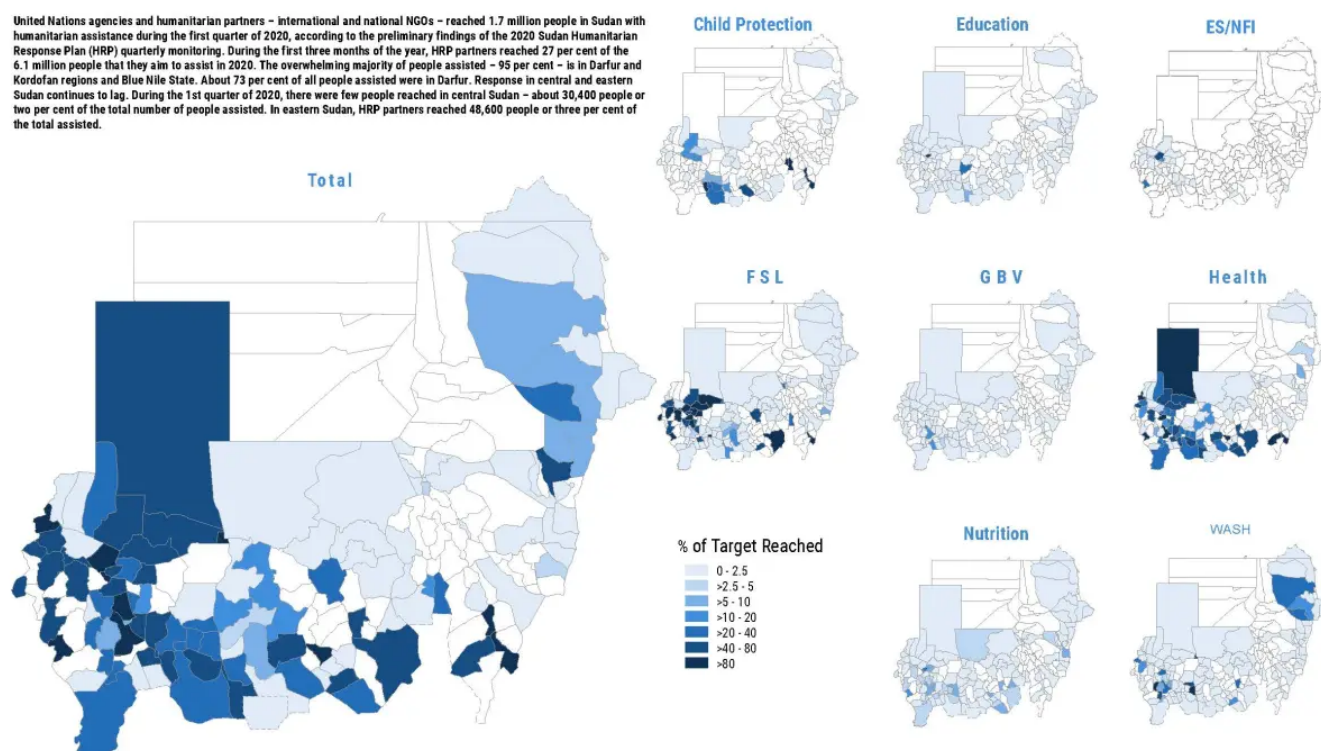 United Nations agencies and humanitarian partners – international and national NGOs – reached 1.7 million people in Sudan with
humanitarian assistance during the first quarter of 2020, according to the preliminary findings of the 2020 Sudan Humanitarian
Response Plan (HRP) quarterly monitoring. During the first three months of the year, HRP partners reached 27 per cent of the
6.1 million people that they aim to assist in 2020. The overwhelming majority of people assisted – 95 per cent – is in Darfur and
Kordofan regions and Blue Nile State. About 73 per cent of all people assisted were in Darfur. Response in central and eastern
Sudan continues to lag. During the 1st quarter of 2020, there were few people reached in central Sudan – about 30,400 people or
two per cent of the total number of people assisted. In eastern Sudan, HRP partners reached 48,600 people or three per cent of
the total assisted.
Total
Child Protection
Education
ES/NFI
FSL
GBV
Health
Nutrition
WASH
% of Target Reached
0 - 2.5
>2.5 - 5
>5 - 10
>10 - 20
>20 - 40
>40 - 80
>80